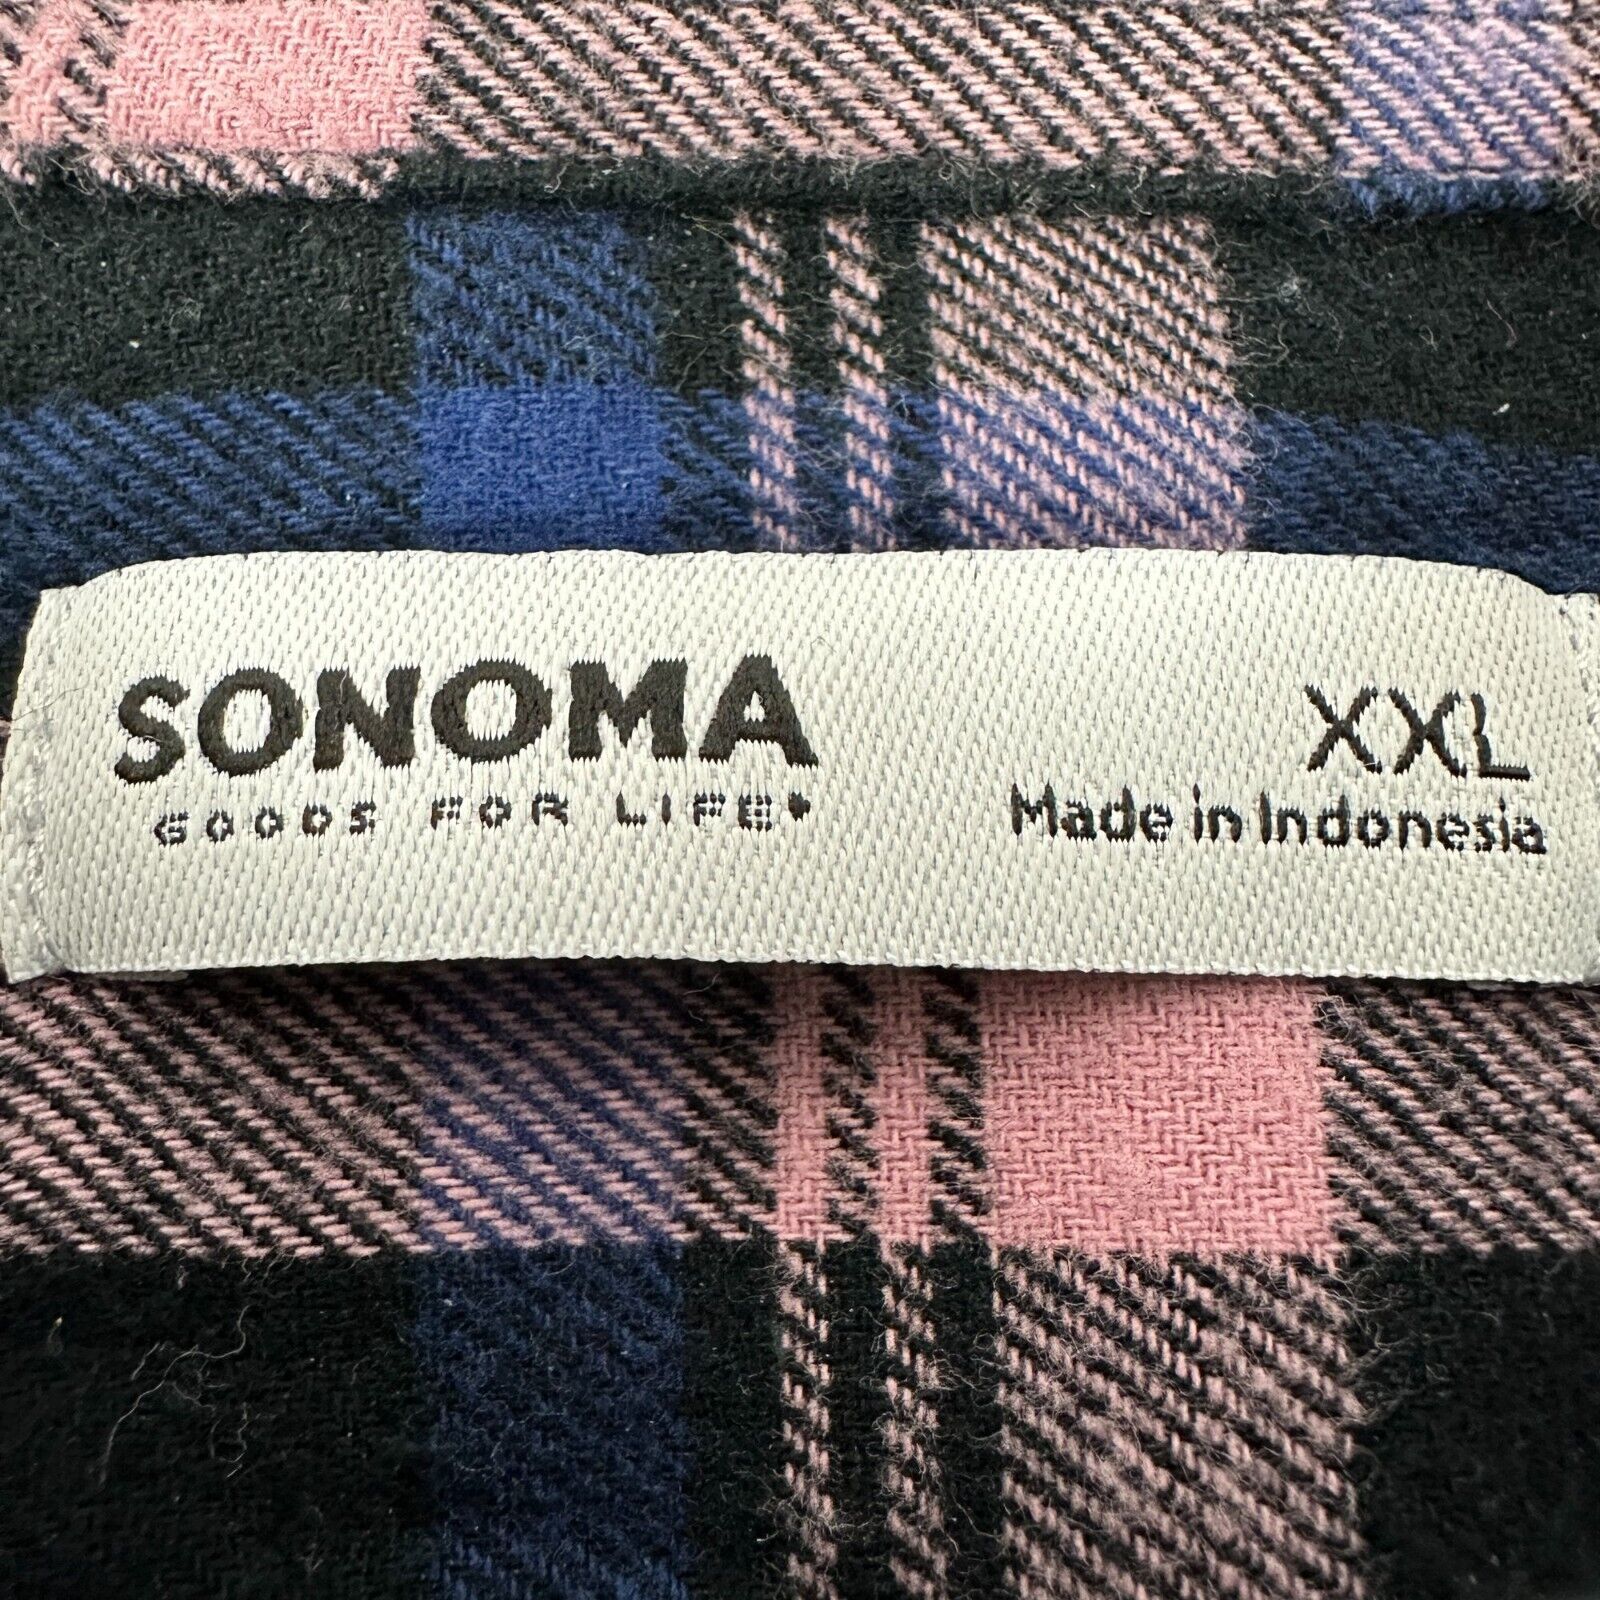 SONOMA
GOODS FOR LIFE
XXL
Made in Indonesia